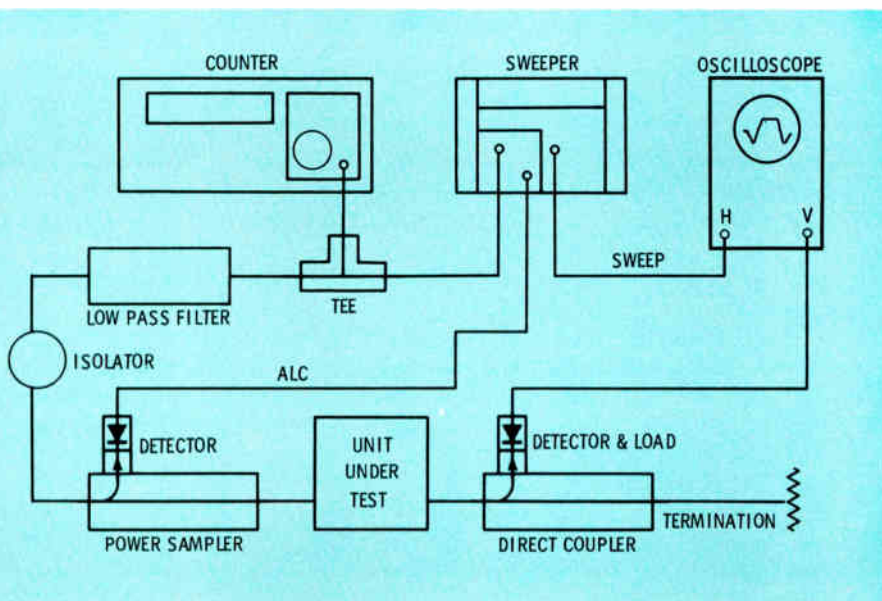 COUNTER
SWEEPER
OSCILLOSCOPE
H
V
SWEEP
LOW PASS FILTER
TEE
ISOLATOR
ALC
DETECTOR
UNIT
UNDER
TEST
DETECTOR & LOAD
POWER SAMPLER
DIRECT COUPLER
TERMINATION